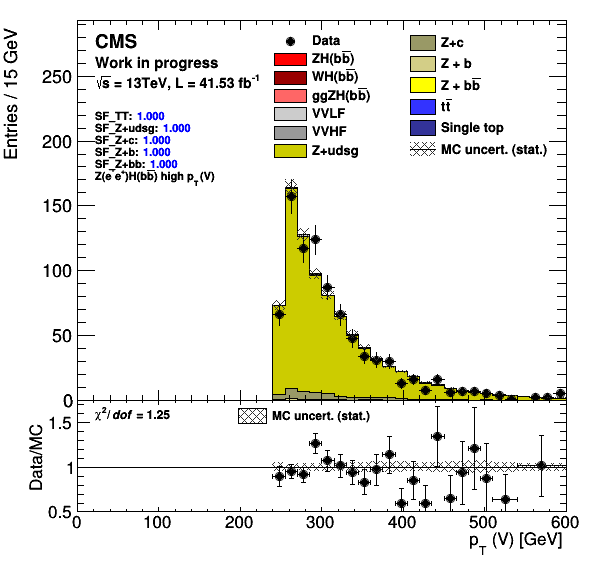 Entries / 15 GeV
CMS
Work in progress
√s = 13TeV, L = 41.53 fb⁻¹
SF_TT: 1.000
SF_Z+udsg: 1.000
SF_Z+c: 1.000
SF_Z+b: 1.000
SF_Z+bb: 1.000
Z(e⁻e⁺)H(bb̅) high p_T(V)
Data
ZH(bb̅)
WH(bb̅)
ggZH(bb̅)
VVLF
VVHF
Z+udsg
Z+c
Z + b
Z + bb̅
tt̅
Single top
MC uncert. (stat.)
250
200
150
100
50
0
Data/MC
χ²/dof = 1.25
MC uncert. (stat.)
1.5
1
0.5
0 100 200 300 400 500 600
p_T (V) [GeV]